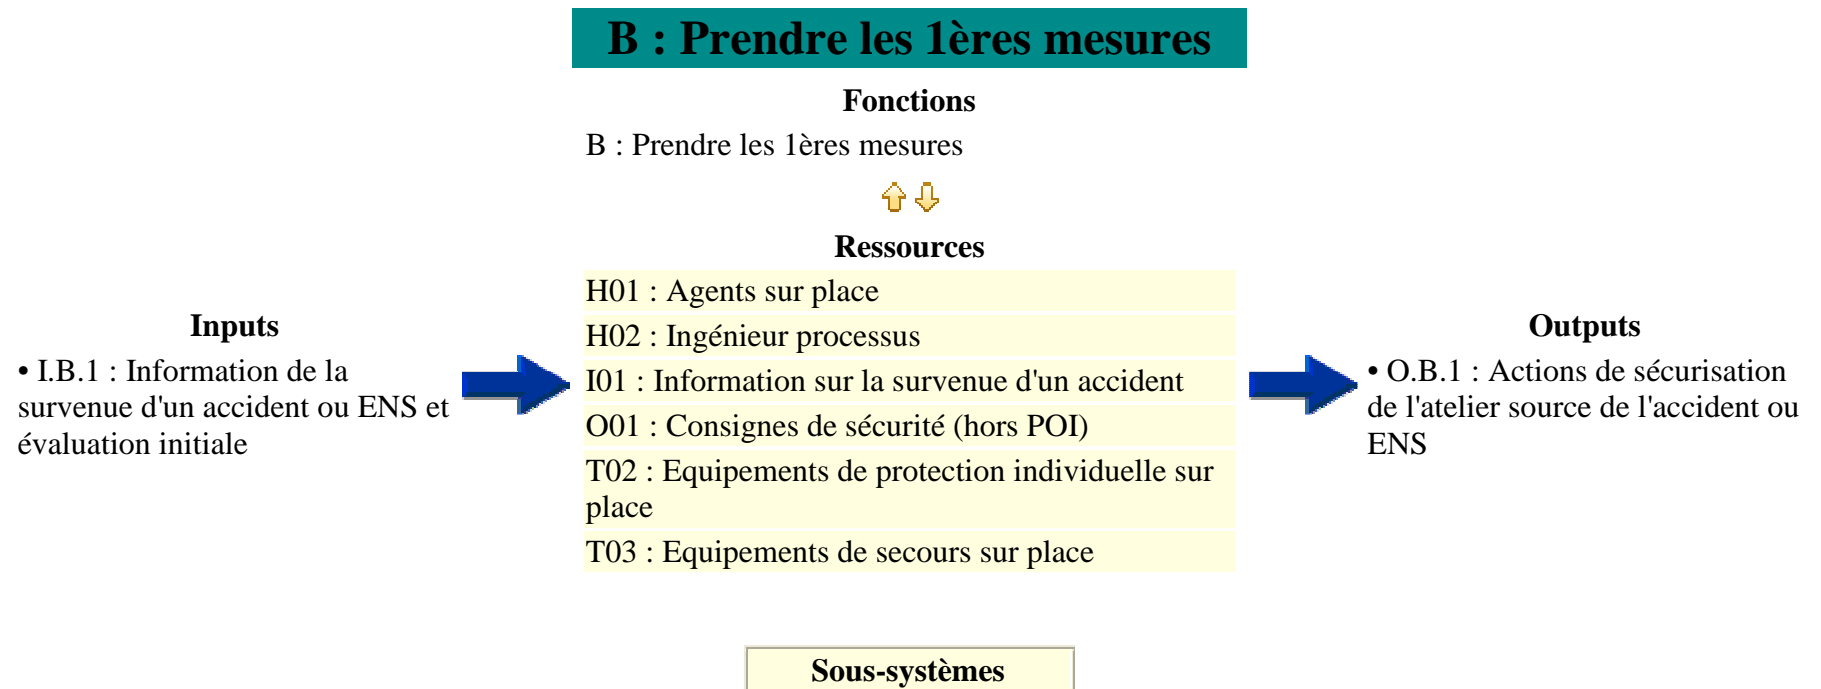 B : Prendre les 1ères mesures
Fonctions
B : Prendre les 1ères mesures
Ressources
H01 : Agents sur place
H02 : Ingénieur processus
I01 : Information sur la survenue d'un accident
O01 : Consignes de sécurité (hors POI)
T02 : Equipements de protection individuelle sur
place
T03 : Equipements de secours sur place
Inputs
• I.B.1 : Information de la
survenue d'un accident ou ENS et
évaluation initiale
Outputs
• O.B.1 : Actions de sécurisation
de l'atelier source de l'accident ou
ENS
Sous-systèmes